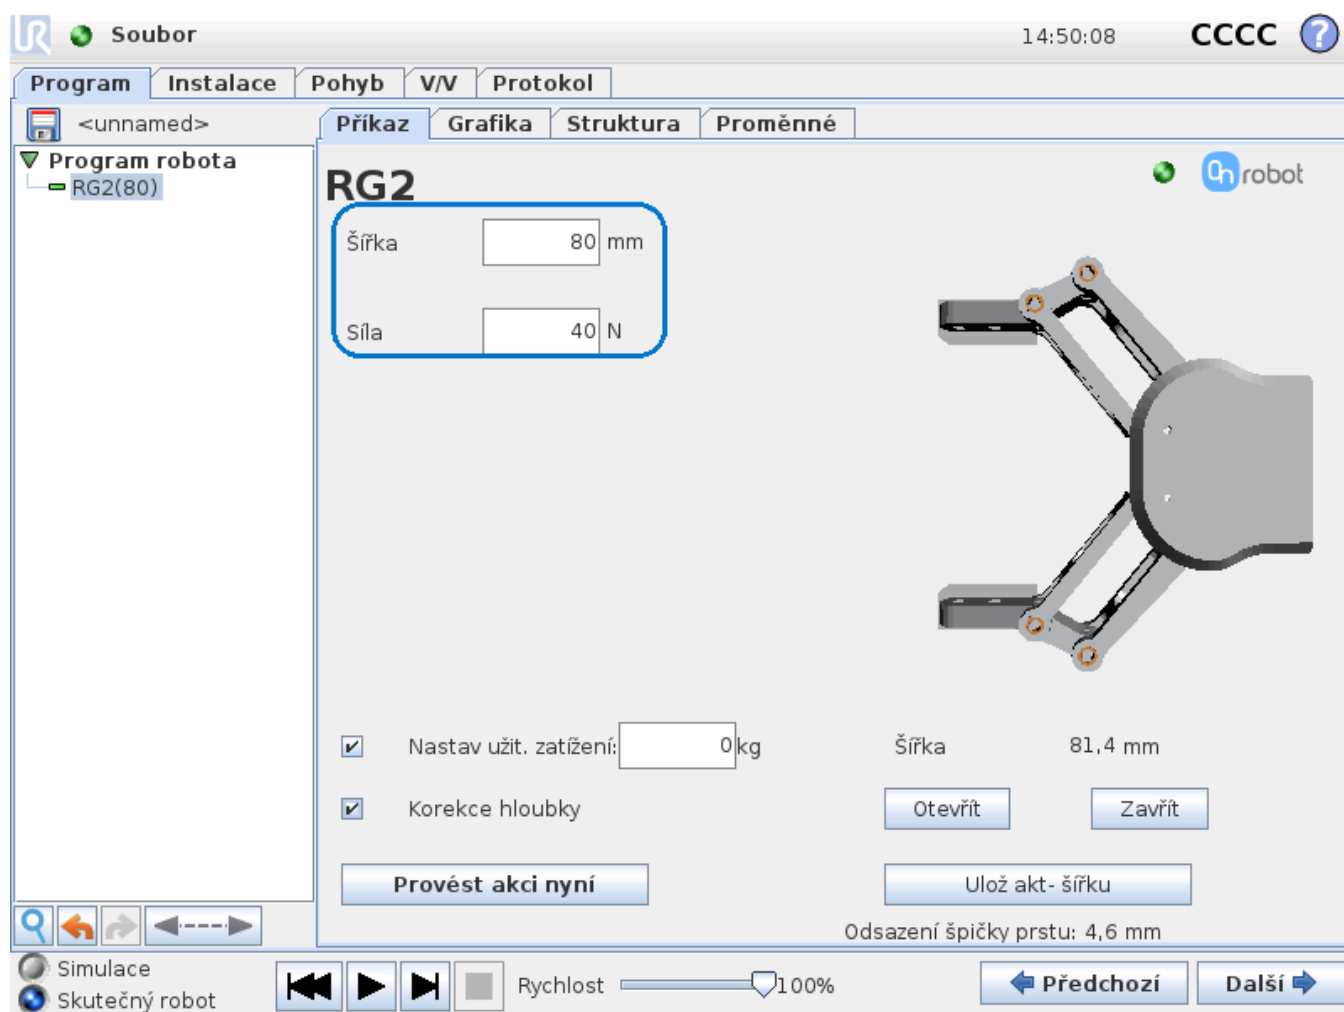 Soubor 14:50:08 CCCC ?
Program Instalace Pohyb V/V Protokol
<unnamed> Příkaz Grafika Struktura Proměnné
Program robota
RG2(80)
RG2
On robot
Šířka 80 mm
Síla 40 N
Nastav užit. zatížení: 0 kg Šířka 81,4 mm
Korekce hloubky Otevřít Zavřít
Provést akci nyní Ulož akt- šířku
Odsazení špičky prstu: 4,6 mm
Simulace
Skutečný robot
Rychlost 100% Předchozí Další